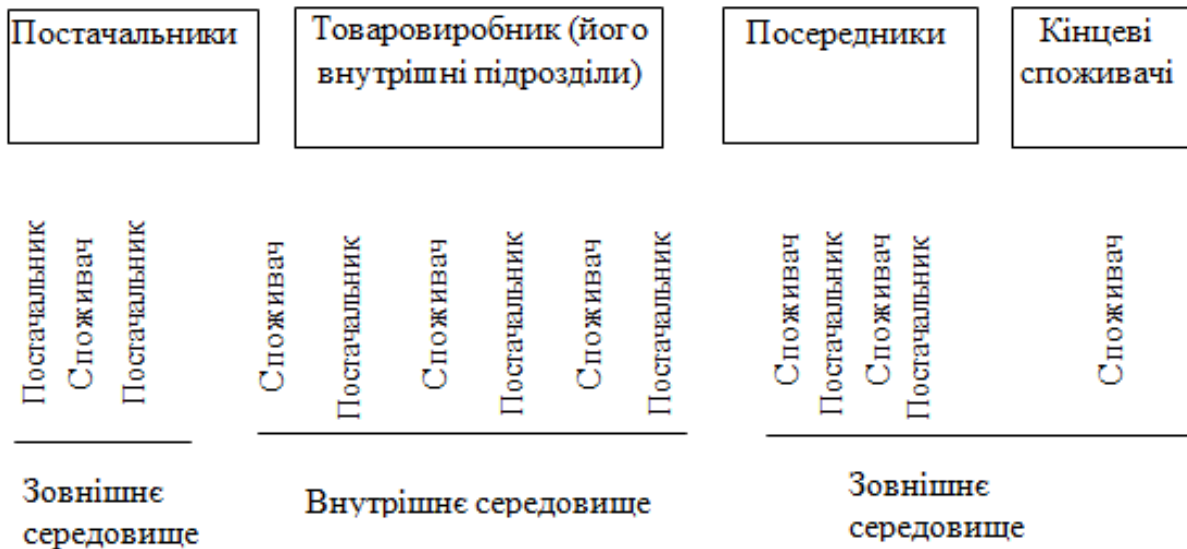 Постачальники
Товаровиробник (його
внутрішні підрозділи)
Посередники
Кінцеві
споживачі
Постачальник
Споживач
Постачальник
Споживач
Постачальник
Споживач
Постачальник
Споживач
Постачальник
Споживач
Постачальник
Споживач
Постачальник
Споживач
Зовнішнє
середовище
Внутрішнє середовище
Зовнішнє
середовище